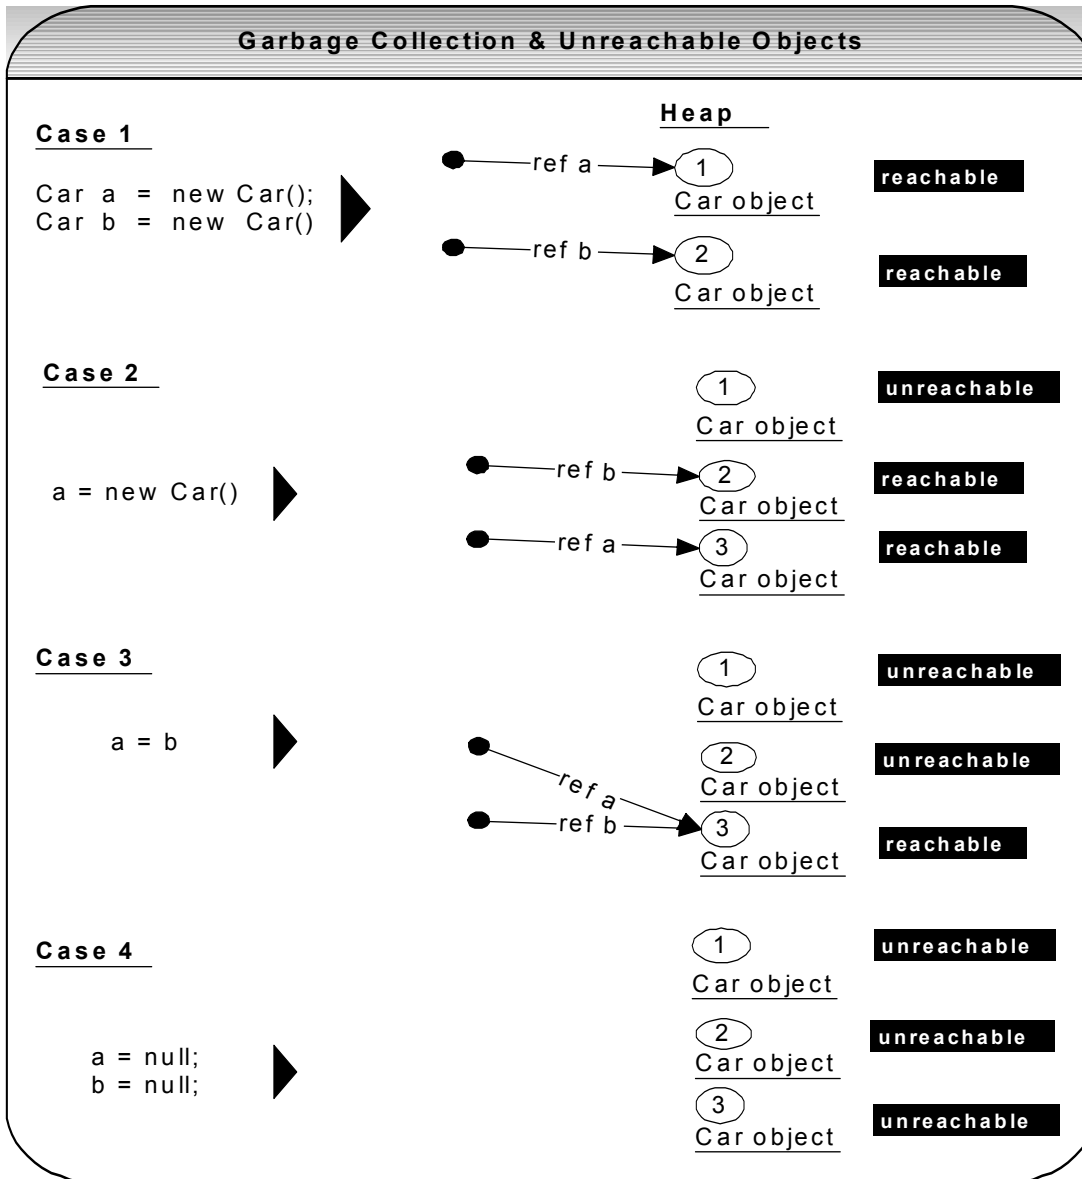 Garbage Collection & Unreachable Objects
Heap
Case 1
Car a = new Car();
Car b = new Car()
ref a
1
Car object
reachable
ref b
2
Car object
reachable
Case 2
a = new Car()
1
Car object
unreachable
ref b
2
Car object
reachable
ref a
3
Car object
reachable
Case 3
a = b
1
Car object
unreachable
2
Car object
unreachable
ref a
ref b
3
Car object
reachable
Case 4
a = null;
b = null;
1
Car object
unreachable
2
Car object
unreachable
3
Car object
unreachable